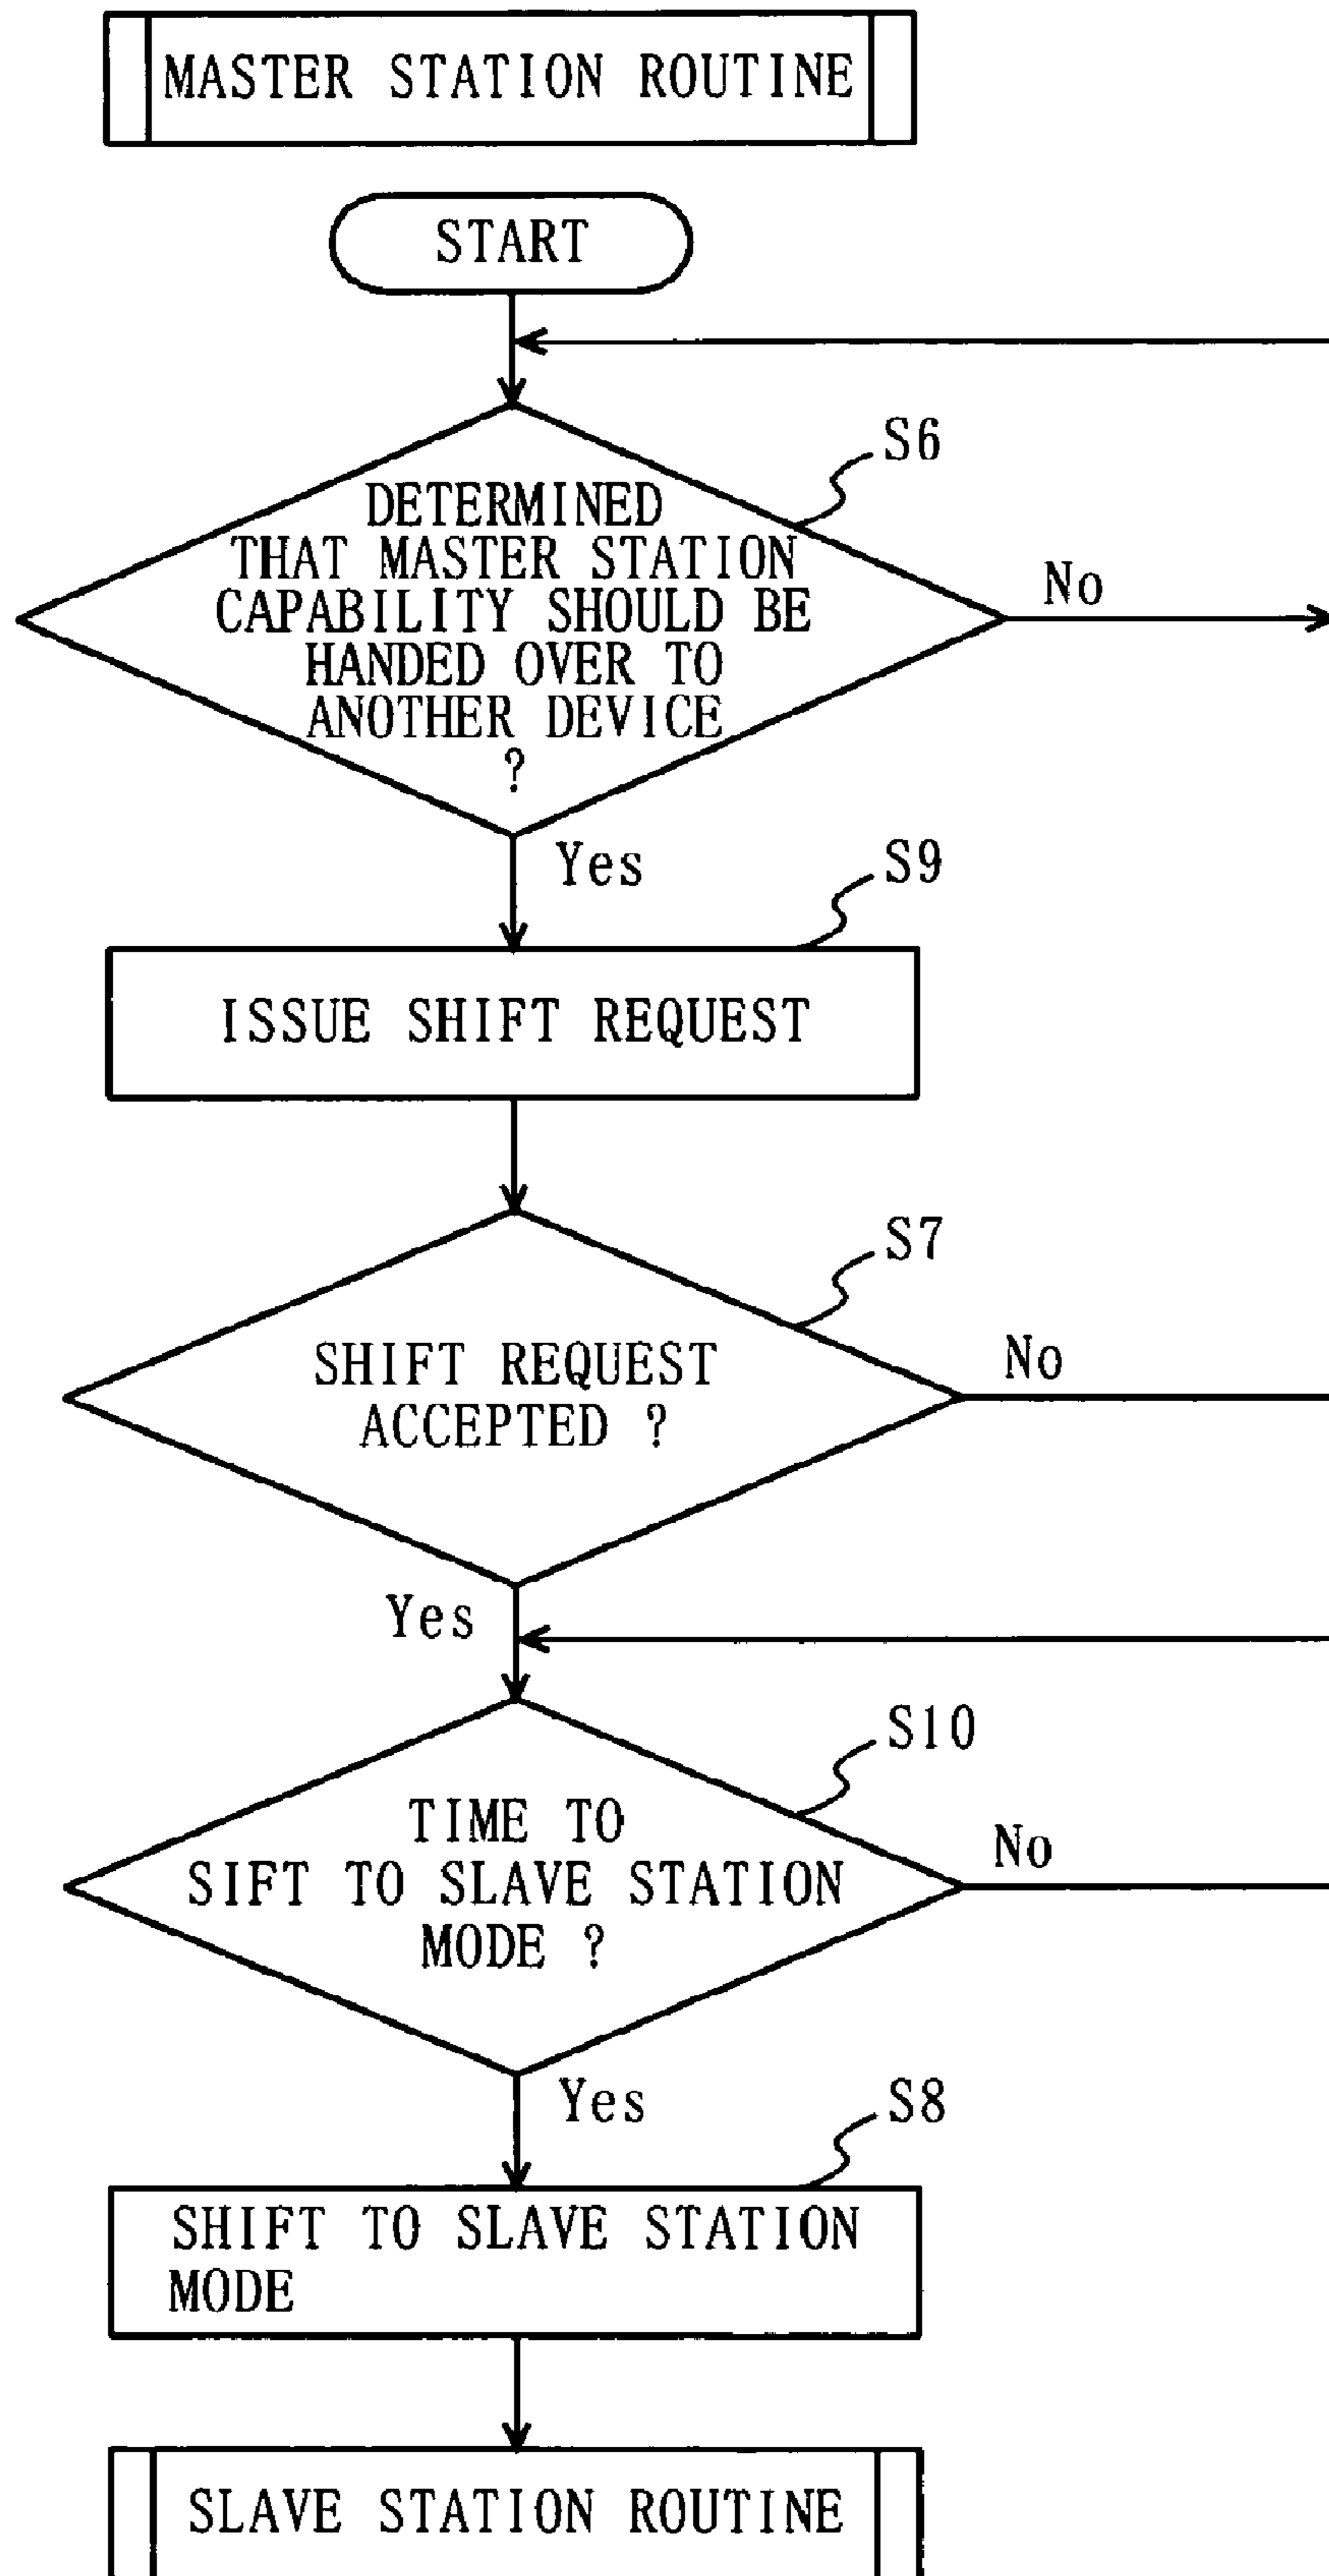 MASTER STATION ROUTINE
START
S6
DETERMINED
THAT MASTER STATION
CAPABILITY SHOULD BE
HANDED OVER TO
ANOTHER DEVICE
?
No
Yes
S9
ISSUE SHIFT REQUEST
S7
SHIFT REQUEST
ACCEPTED ?
No
Yes
S10
TIME TO
SIFT TO SLAVE STATION
MODE ?
No
Yes
S8
SHIFT TO SLAVE STATION
MODE
SLAVE STATION ROUTINE